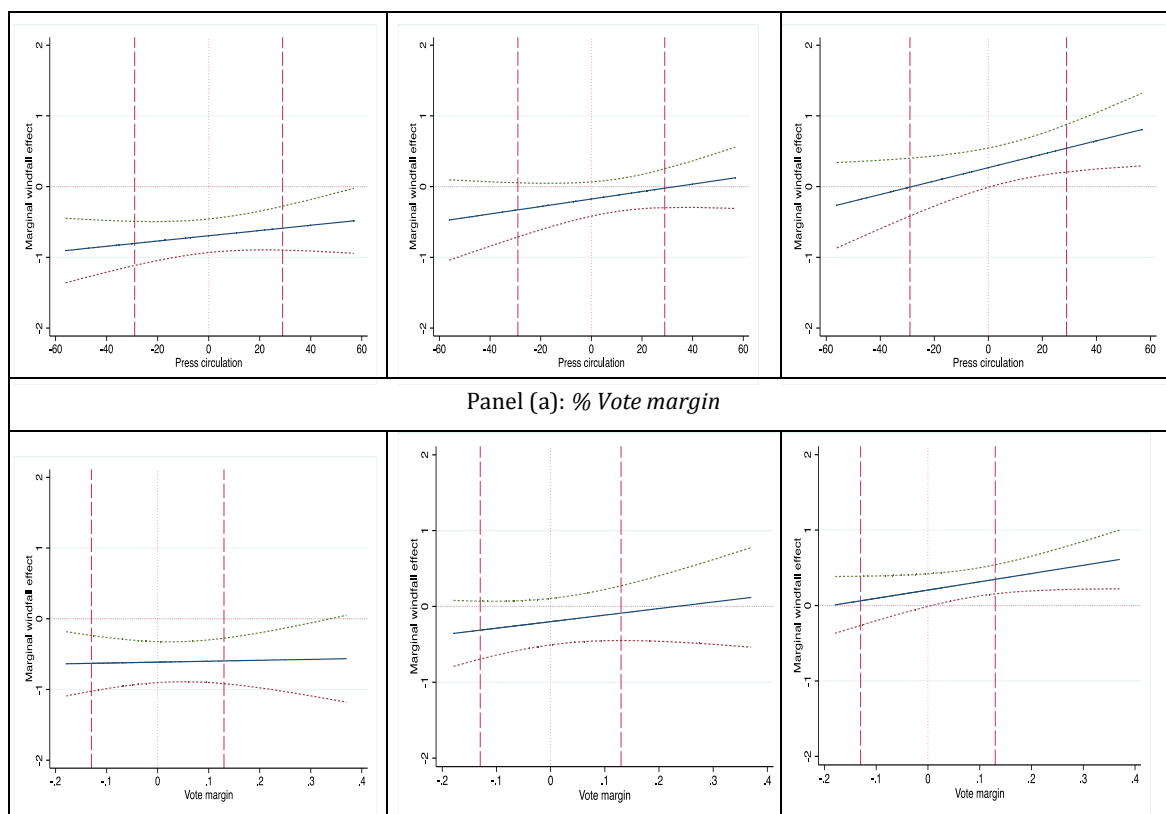 Marginal windfall effect
2
1
0
-1
-2
-60 -40 -20 0 20 40 60
Press circulation
Marginal windfall effect
2
1
0
-1
-2
-60 -40 -20 0 20 40 60
Press circulation
Marginal windfall effect
2
1
0
-1
-2
-60 -40 -20 0 20 40 60
Press circulation
Panel (a): % Vote margin
Marginal windfall effect
2
1
0
-1
-2
-.2 -.1 0 .1 .2 .3 .4
Vote margin
Marginal windfall effect
2
1
0
-1
-2
-.2 -.1 0 .1 .2 .3 .4
Vote margin
Marginal windfall effect
2
1
0
-1
-2
-.2 -.1 0 .1 .2 .3 .4
Vote margin